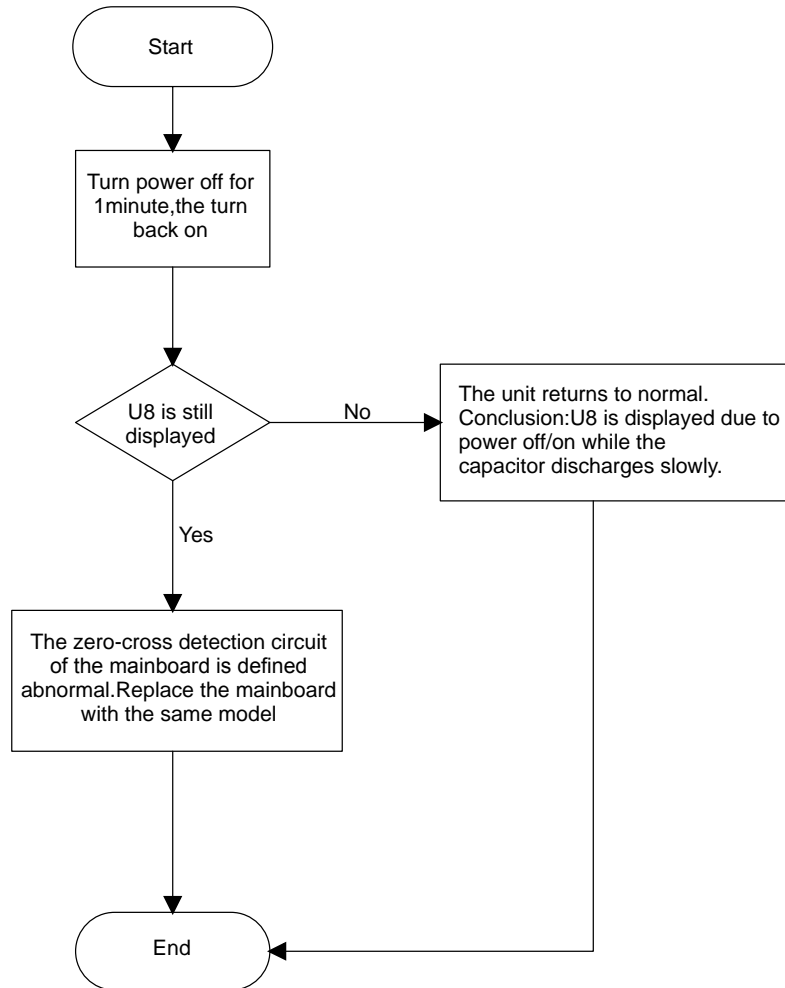 Start
Turn power off for
1minute,the turn
back on
U8 is still
displayed
No
The unit returns to normal.
Conclusion:U8 is displayed due to
power off/on while the
capacitor discharges slowly.
Yes
The zero-cross detection circuit
of the mainboard is defined
abnormal.Replace the mainboard
with the same model
End